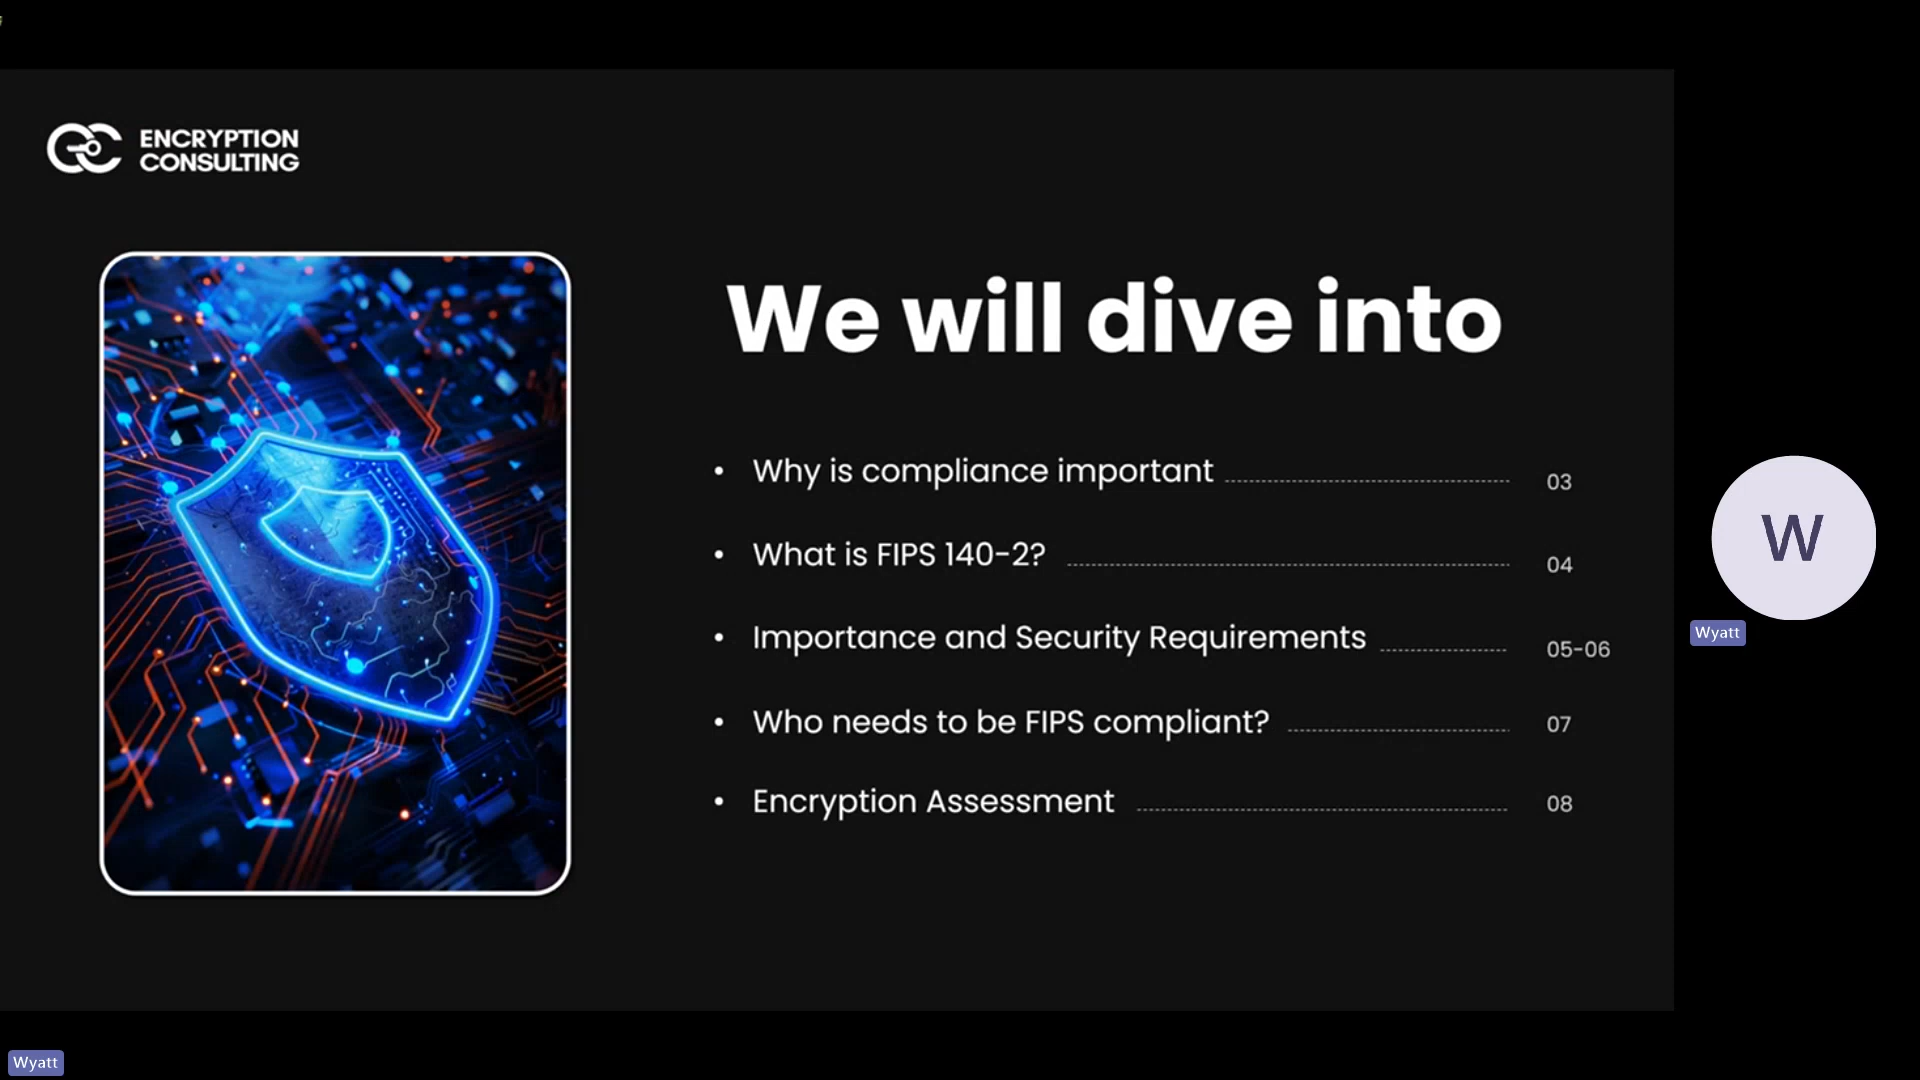 ENCRYPTION
CONSULTING
We will dive into
• Why is compliance important 03
• What is FIPS 140-2? 04
• Importance and Security Requirements 05-06
• Who needs to be FIPS compliant? 07
• Encryption Assessment 08
W
Wyatt
Wyatt